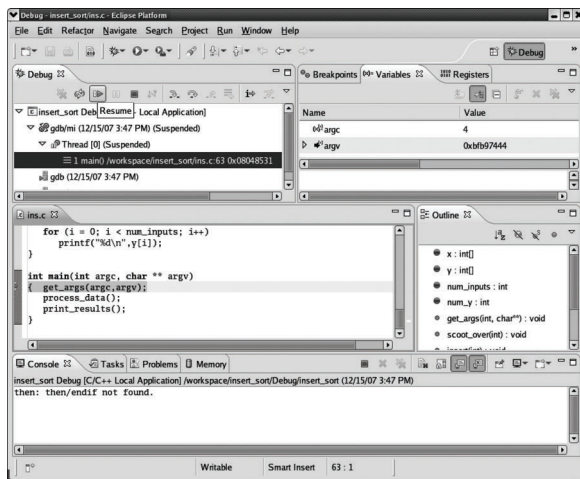 Debug - insert_sort/ins.c - Eclipse Platform
File Edit Refactor Navigate Search Project Run Window Help
Debug
Debug
insert_sort Deb Resume - Local Application]
gdb/mi (12/15/07 3:47 PM) (Suspended)
Thread [0] (Suspended)
1 main() /workspace/insert_sort/ins.c:63 0x08048531
gdb (12/15/07 3:47 PM)
Breakpoints Variables Registers
Name Value
argc 4
argv 0xbfb97444
ins.c
for (i = 0; i < num_inputs; i++)
printf("%d\n",y[i]);
}
int main(int argc, char ** argv)
{ get_args(argc,argv);
process_data();
print_results();
}
Outline
x : int[]
y : int[]
num_inputs : int
num_y : int
get_args(int, char**) : void
scoot_over(int) : void
Console Tasks Problems Memory
insert_sort Debug [C/C++ Local Application] /workspace/insert_sort/Debug/insert_sort (12/15/07 3:47 PM)
then: then/endif not found.
Writable Smart Insert 63 : 1